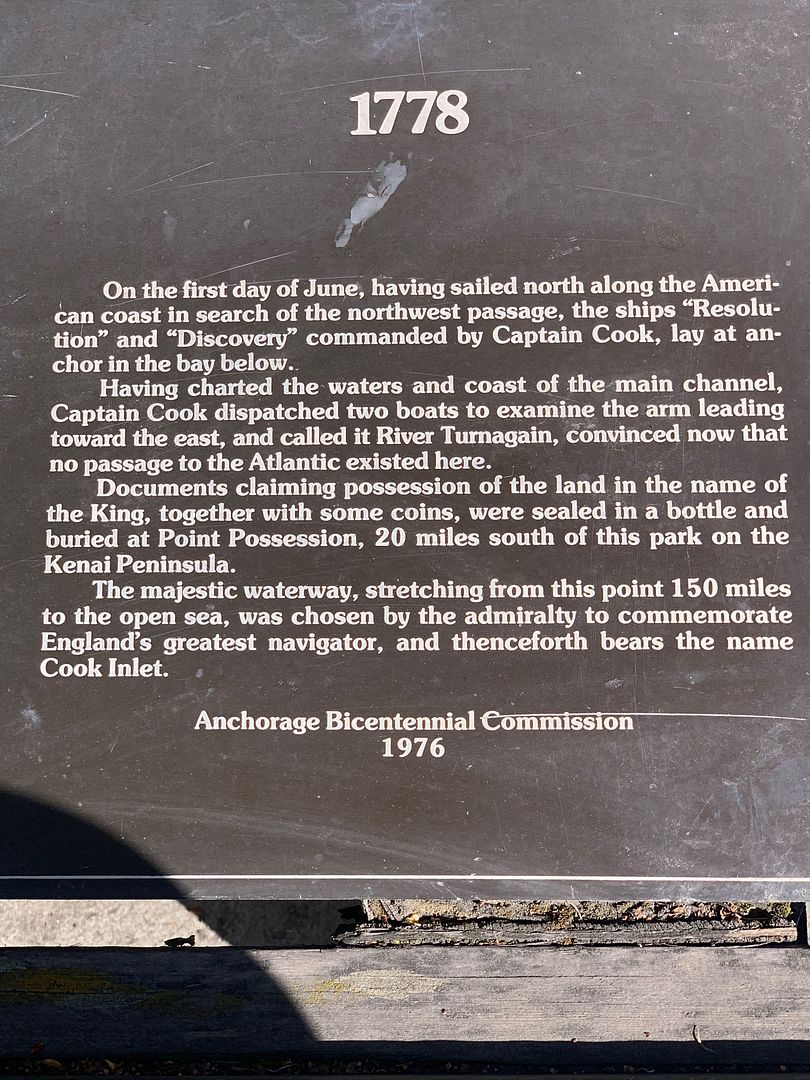 1778
On the first day of June, having sailed north along the Ameri-
can coast in search of the northwest passage, the ships “Resolu-
tion” and “Discovery” commanded by Captain Cook, lay at an-
chor in the bay below.
Having charted the waters and coast of the main channel,
Captain Cook dispatched two boats to examine the arm leading
toward the east, and called it River Turnagain, convinced now that
no passage to the Atlantic existed here.
Documents claiming possession of the land in the name of
the King, together with some coins, were sealed in a bottle and
buried at Point Possession, 20 miles south of this park on the
Kenai Peninsula.
The majestic waterway, stretching from this point 150 miles
to the open sea, was chosen by the admiralty to commemorate
England’s greatest navigator, and thenceforth bears the name
Cook Inlet.
Anchorage Bicentennial Commission
1976